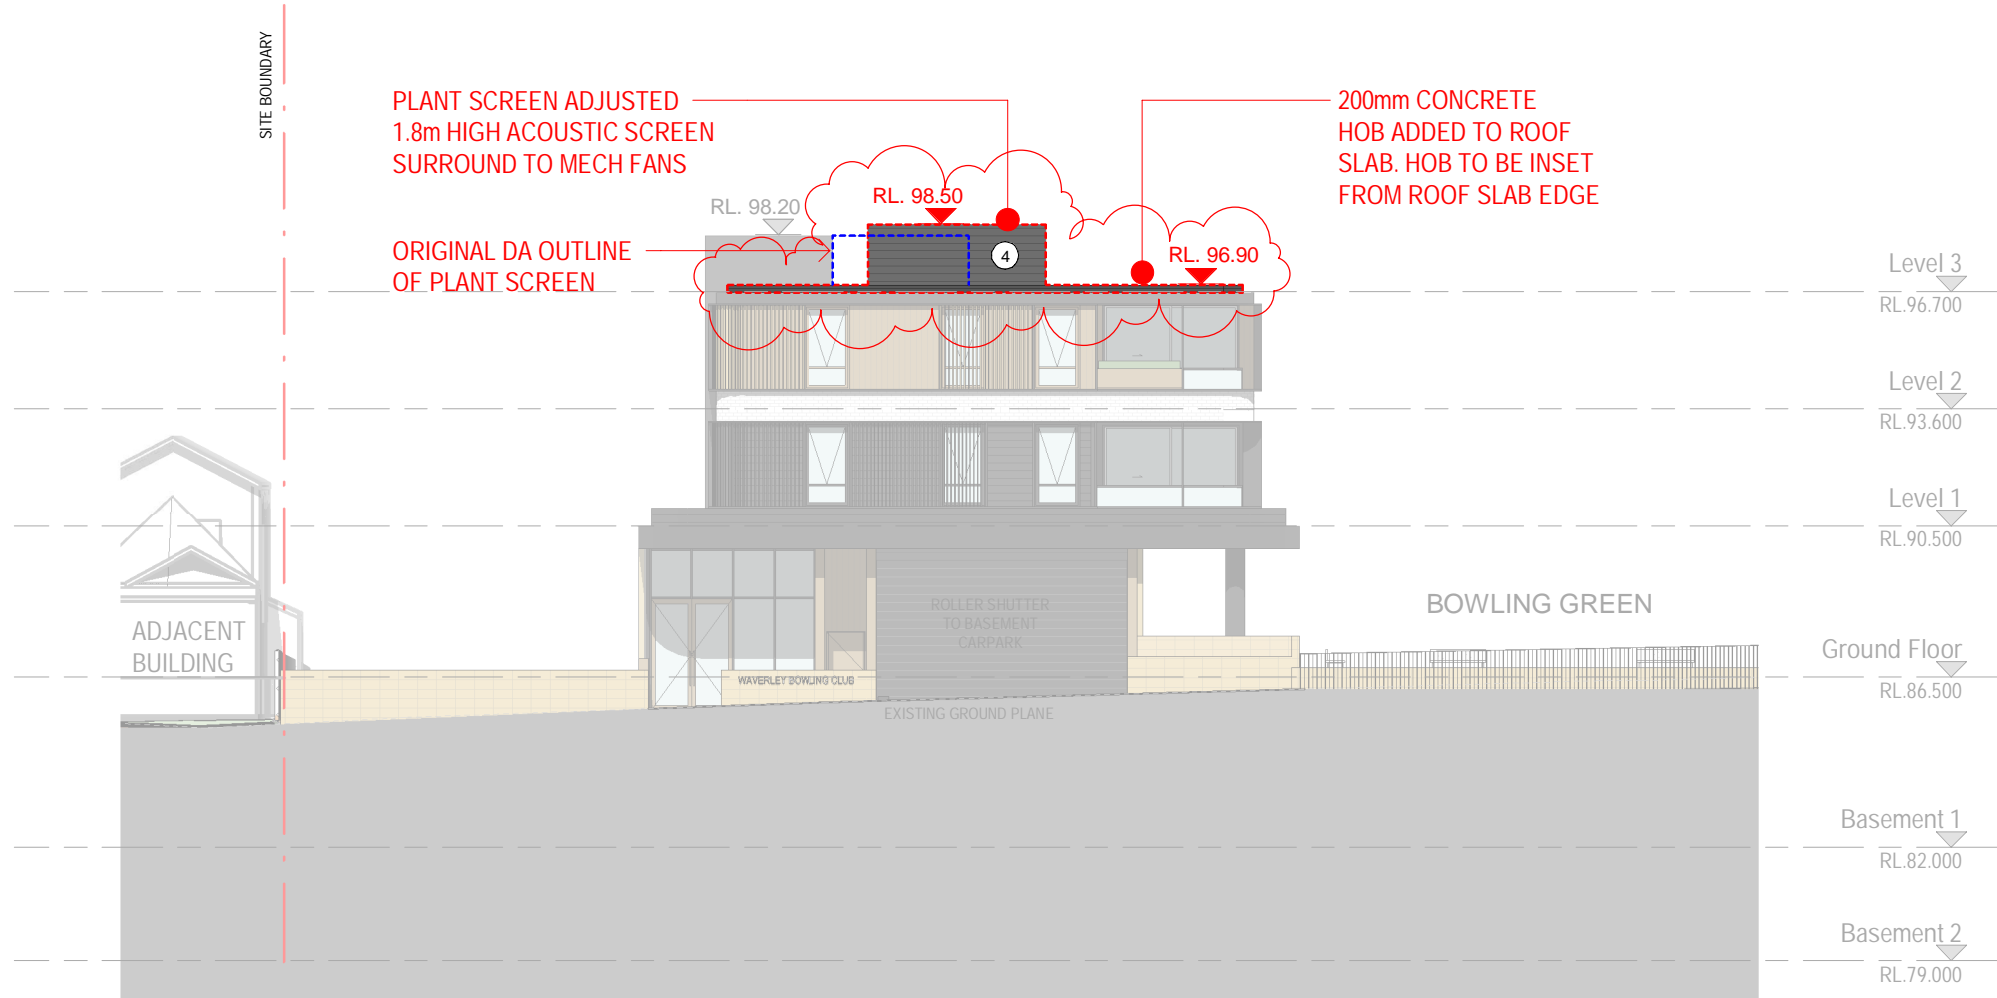 SITE BOUNDARY
PLANT SCREEN ADJUSTED
1.8m HIGH ACOUSTIC SCREEN
SURROUND TO MECH FANS
200mm CONCRETE
HOB ADDED TO ROOF
SLAB. HOB TO BE INSET
FROM ROOF SLAB EDGE
RL. 98.20
RL. 98.50
ORIGINAL DA OUTLINE
OF PLANT SCREEN
4
RL. 96.90
Level 3
RL.96.700
Level 2
RL.93.600
Level 1
RL.90.500
ROLLER SHUTTER
TO BASEMENT
CARPARK
BOWLING GREEN
ADJACENT
BUILDING
WAVERLEY BOWLING CLUB
EXISTING GROUND PLANE
Ground Floor
RL.86.500
Basement 1
RL.82.000
Basement 2
RL.79.000